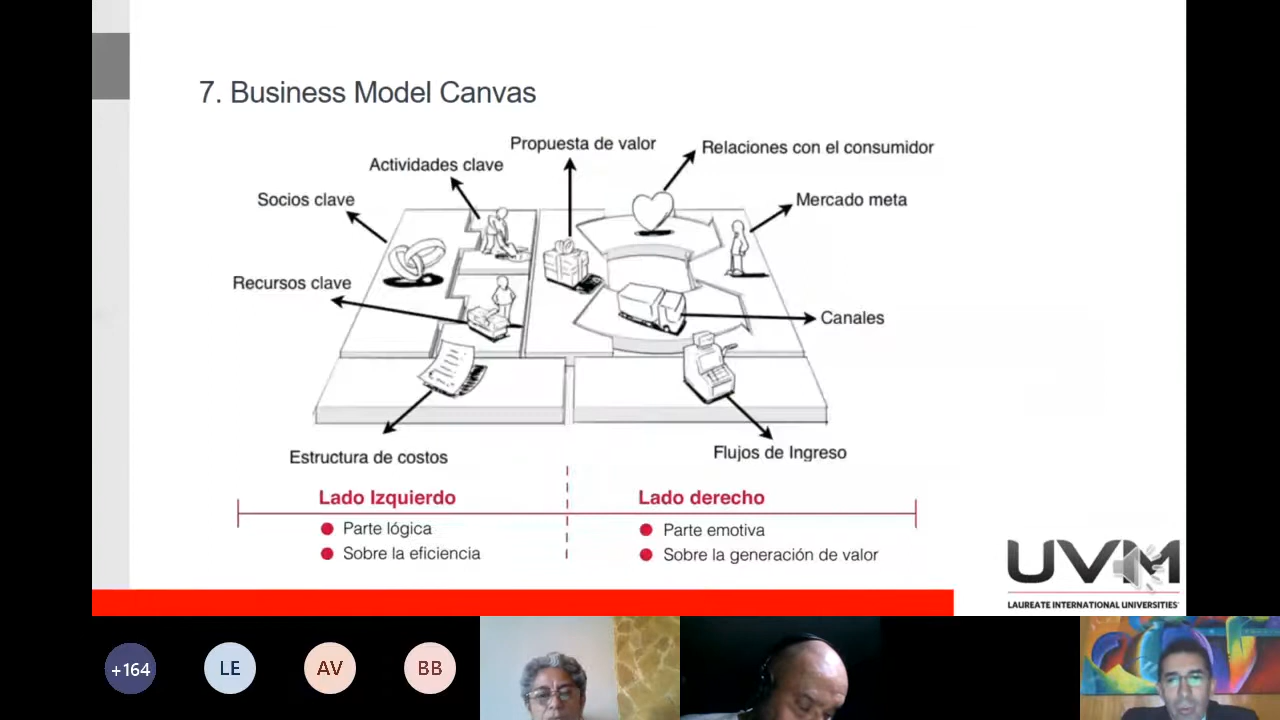 7. Business Model Canvas
Propuesta de valor
Relaciones con el consumidor
Actividades clave
Socios clave
Mercado meta
Recursos clave
Canales
Estructura de costos
Flujos de Ingreso
Lado Izquierdo
Lado derecho
Parte lógica
Parte emotiva
Sobre la eficiencia
Sobre la generación de valor
UVM
LAUREATE INTERNATIONAL UNIVERSITIES
+164
LE
AV
BB